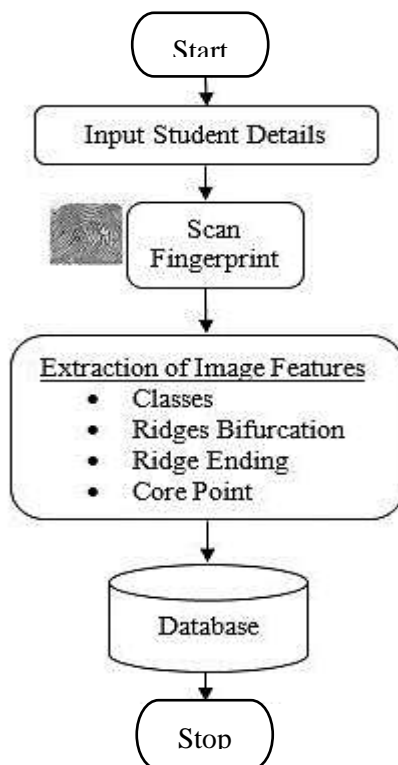 Start
Input Student Details
Scan
Fingerprint
Extraction of Image Features
• Classes
• Ridges Bifurcation
• Ridge Ending
• Core Point
Database
Stop